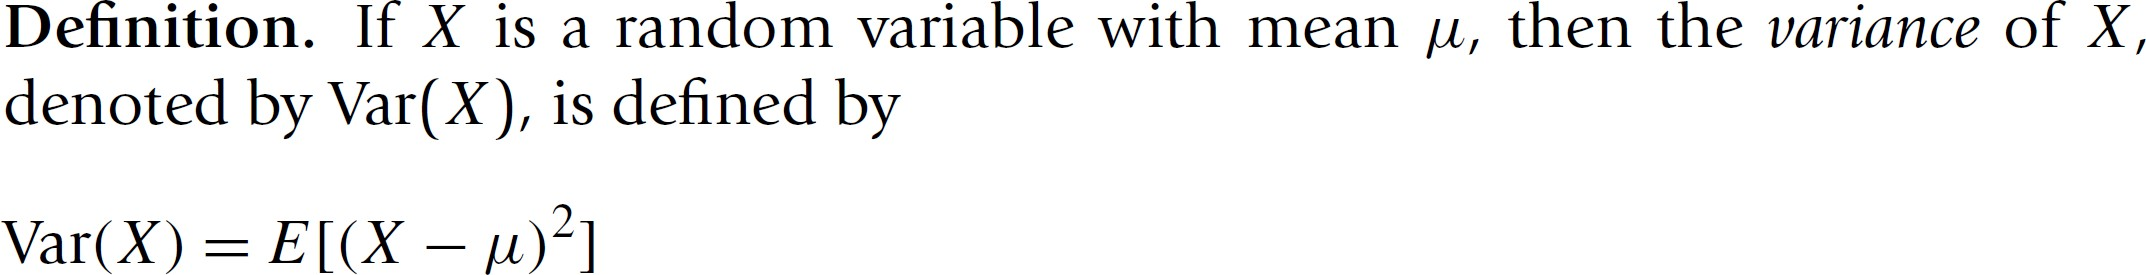 Definition. If X is a random variable with mean μ, then the variance of X,
denoted by Var(X), is defined by
Var(X) = E[(X − μ)²]